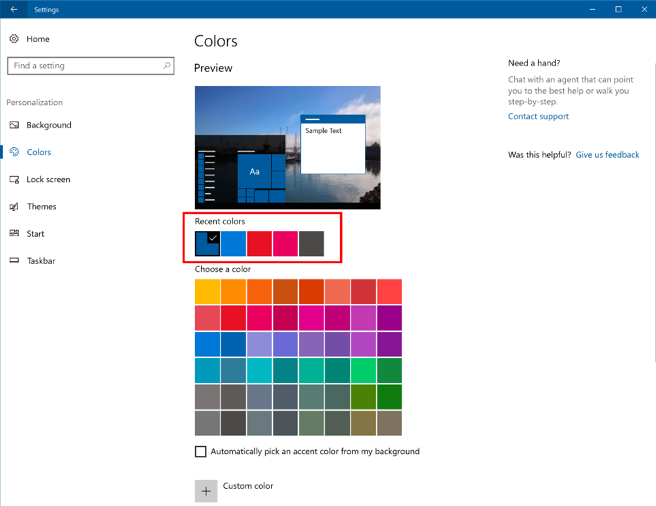 Settings
Home
Find a setting
Personalization
Background
Colors
Lock screen
Themes
Start
Taskbar
Colors
Preview
Sample Text
Aa
Recent colors
Choose a color
Automatically pick an accent color from my background
Custom color
Need a hand?
Chat with an agent that can point
you to the best help or walk you
step-by-step.
Contact support
Was this helpful? Give us feedback